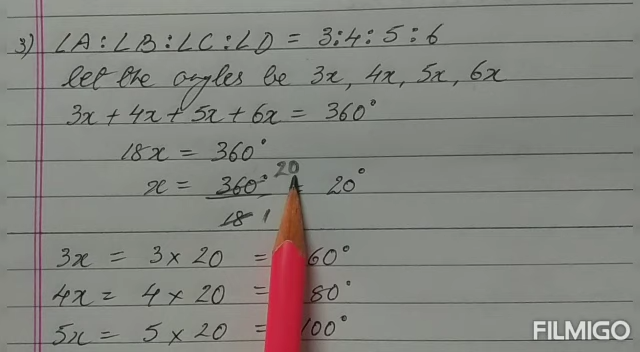 3) ∠A : ∠B : ∠C : ∠D = 3 : 4 : 5 : 6
let the angles be 3x, 4x, 5x, 6x
3x + 4x + 5x + 6x = 360°
18x = 360°
20
x = 360° = 20°
18 1
3x = 3 × 20 = 60°
4x = 4 × 20 = 80°
5x = 5 × 20 = 100°
FILMIGO